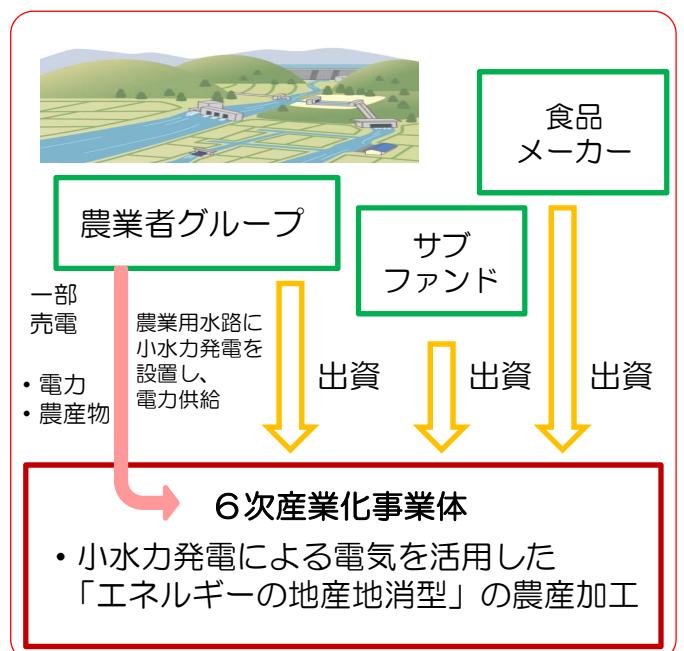 食品
メーカー
農業者グループ
サブ
ファンド
一部
売電
・電力
・農産物
農業用水路に
小水力発電を
設置し、
電力供給
出資
出資
出資
６次産業化事業体
・小水力発電による電気を活用した
「エネルギーの地産地消型」の農産加工